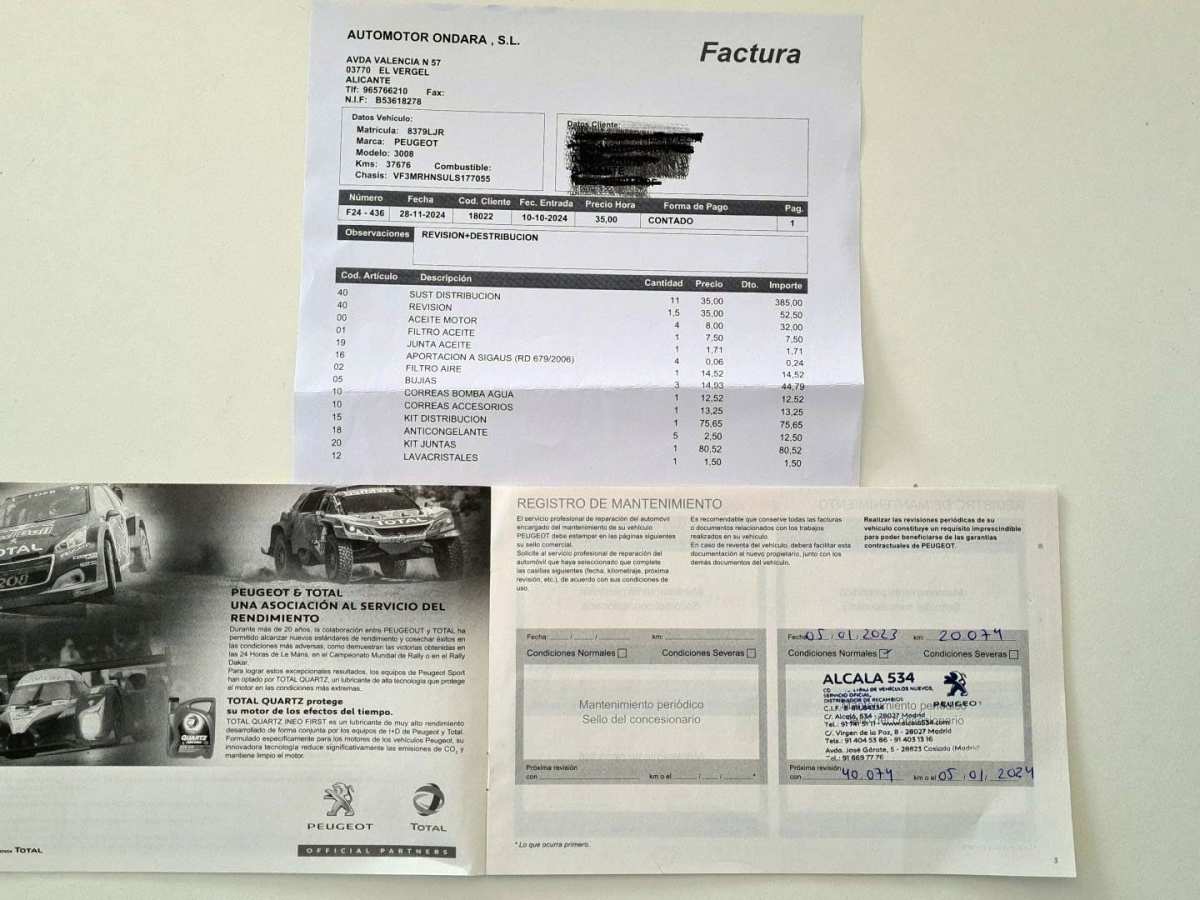 AUTOMOTOR ONDARA , S.L.
Factura
AVDA VALENCIA N 57
03770 EL VERGEL
ALICANTE
Tlf: 965766210 Fax:
N.I.F: B53618278
Datos Vehículo:
Matrícula: 8379LJR
Marca: PEUGEOT
Modelo: 3008
Kms: 37676 Combustible:
Chasis: VF3MRHNSULS177055
Datos Cliente:
Número Fecha Cod. Cliente Fec. Entrada Precio Hora Forma de Pago Pag.
F24 - 436 28-11-2024 18022 10-10-2024 35,00 CONTADO 1
Observaciones REVISION+DESTRIBUCION
Cod. Artículo Descripción Cantidad Precio Dto. Importe
40 SUST DISTRIBUCION 11 35,00 385,00
40 REVISION 1,5 35,00 52,50
00 ACEITE MOTOR 4 8,00 32,00
01 FILTRO ACEITE 1 7,50 7,50
19 JUNTA ACEITE 1 1,71 1,71
16 APORTACION A SIGAUS (RD 679/2006) 4 0,06 0,24
02 FILTRO AIRE 1 14,52 14,52
05 BUJIAS 3 14,93 44,79
10 CORREAS BOMBA AGUA 1 12,52 12,52
10 CORREAS ACCESORIOS 1 13,25 13,25
15 KIT DISTRIBUCION 1 75,65 75,65
18 ANTICONGELANTE 5 2,50 12,50
20 KIT JUNTAS 1 80,52 80,52
12 LAVACRISTALES 1 1,50 1,50
TOTAL
208
TOTAL
PEUGEOT & TOTAL
UNA ASOCIACIÓN AL SERVICIO DEL
RENDIMIENTO
Durante más de 20 años, la colaboración entre PEUGEOUT y TOTAL ha
permitido alcanzar nuevos estándares de rendimiento y cosechar éxitos en
las condiciones más adversas, como demuestran las victorias obtenidas en
las 24 Horas de Le Mans, en el Campeonato Mundial de Rally o en el Rally
Dakar.
Para lograr estos excepcionales resultados, los equipos de Peugeot Sport
han optado por TOTAL QUARTZ, un lubricante de alta tecnología que protege
el motor en las condiciones más extremas.
TOTAL QUARTZ protege
su motor de los efectos del tiempo.
TOTAL QUARTZ INEO FIRST es un lubricante de muy alto rendimiento
desarrollado de forma conjunta por los equipos de I+D de Peugeot y Total.
Formulado específicamente para los motores de los vehículos Peugeot, su
innovadora tecnología reduce significativamente las emisiones de CO2 y
mantiene limpio el motor.
QUARTZ
PEUGEOT TOTAL
OFFICIAL PARTNERS
TOTAL
REGISTRO DE MANTENIMIENTO
El servicio profesional de reparación del automóvil
encargado del mantenimiento de su vehículo
PEUGEOT debe estampar en las páginas siguientes
su sello comercial.
Solicite al servicio profesional de reparación del
automóvil que haya seleccionado que complete
las casillas siguientes (fecha, kilometraje, próxima
revisión, etc.), de acuerdo con sus condiciones de
uso.
Es recomendable que conserve todas las facturas
o documentos relacionados con los trabajos
realizados en su vehículo.
En caso de reventa del vehículo, deberá facilitar esta
documentación al nuevo propietario, junto con los
demás documentos del vehículo.
Realizar las revisiones periódicas de su
vehículo constituye un requisito imprescindible
para poder beneficiarse de las garantías
contractuales de PEUGEOT.
Fecha: / / km:
Condiciones Normales Condiciones Severas
Mantenimiento periódico
Sello del concesionario
Próxima revisión
con km o el / / *
Fecha 05.01.2023 km 20.074
Condiciones Normales Condiciones Severas
ALCALA 534
DE VEHÍCULOS NUEVOS,
SERVICIO OFICIAL,
DISTRIBUIDOR DE RECAMBIOS
PEUGEOT
C/. Alcalá, 534 - 28027 Madrid
www.alcala534.com
C/. Virgen de la Paz, 8 - 28027 Madrid
Tels.: 91 404 53 86 - 91 403 13 16
Avda. José Gárate, 5 - 28823 Coslada (Madrid)
Tel.: 91 669 77 76
Próxima revisión
con 40.074 km o el 05.01.2024
* Lo que ocurra primero.
3